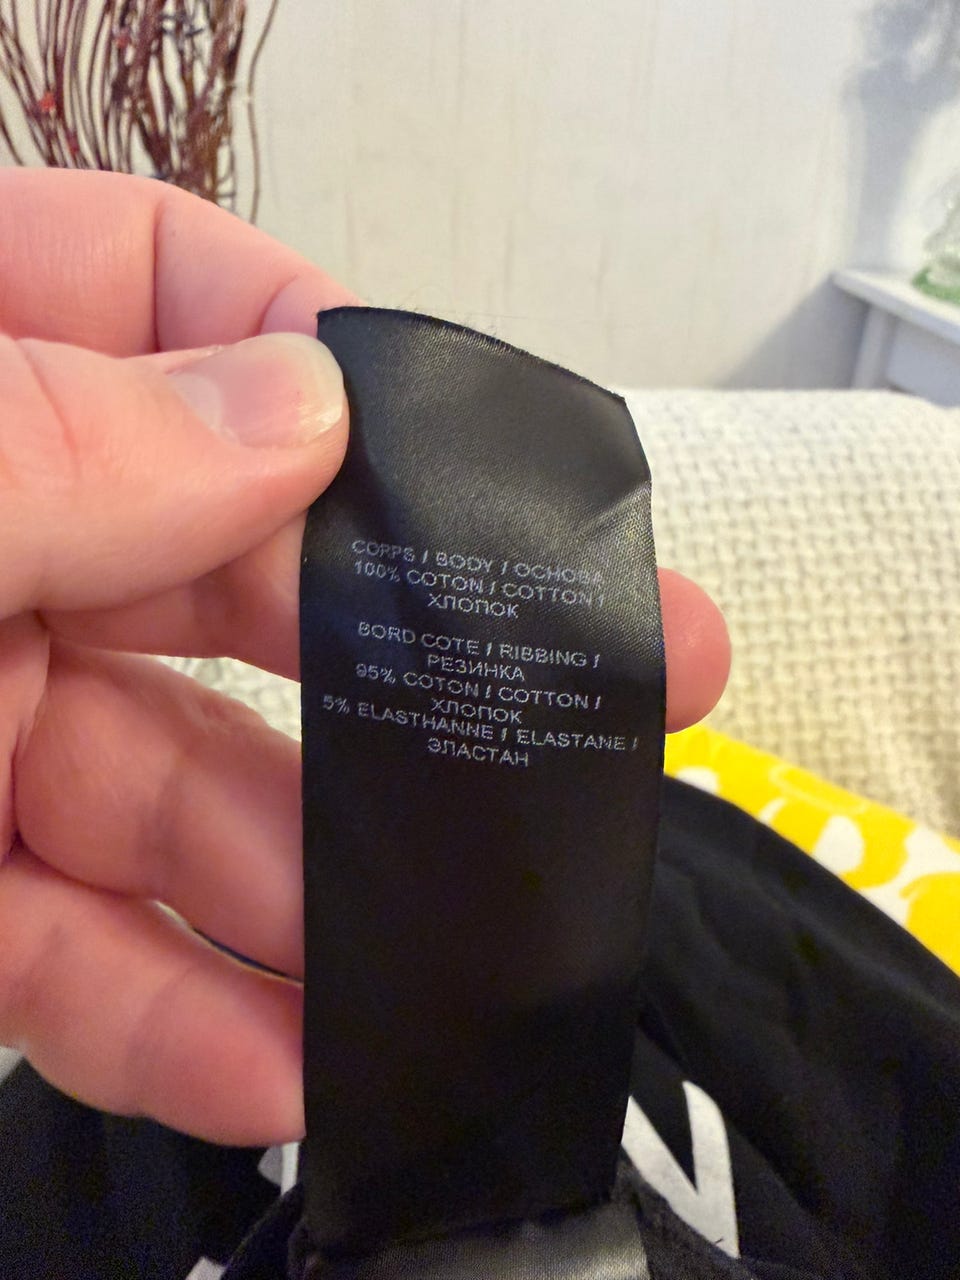 CORPS / BODY / ОСНОВА
100% COTON / COTTON /
ХЛОПОК
BORD COTE / RIBBING /
РЕЗИНКА
95% COTON / COTTON /
ХЛОПОК
5% ELASTHANNE / ELASTANE /
ЭЛАСТАН